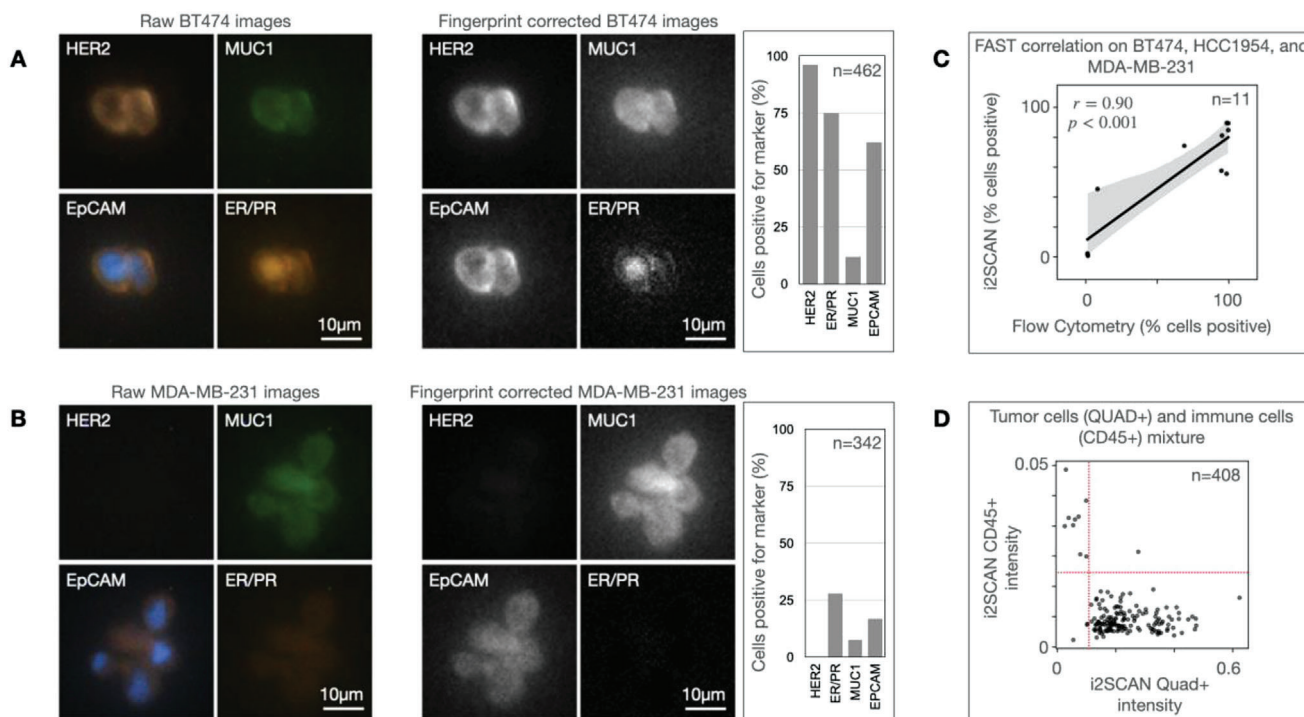 A
Raw BT474 images
HER2
MUC1
EpCAM
ER/PR
10μm
Fingerprint corrected BT474 images
HER2
MUC1
EpCAM
ER/PR
10μm
Cells positive for marker (%)
100
75
50
25
0
n=462
HER2
ER/PR
MUC1
EPCAM
C
FAST correlation on BT474, HCC1954, and
MDA-MB-231
r = 0.90
p < 0.001
n=11
i2SCAN (% cells positive)
100
0
0
100
Flow Cytometry (% cells positive)
B
Raw MDA-MB-231 images
HER2
MUC1
EpCAM
ER/PR
10μm
Fingerprint corrected MDA-MB-231 images
HER2
MUC1
EpCAM
ER/PR
10μm
Cells positive for marker (%)
100
75
50
25
0
n=342
HER2
ER/PR
MUC1
EPCAM
D
Tumor cells (QUAD+) and immune cells
(CD45+) mixture
n=408
i2SCAN CD45+
intensity
0.05
0
0
0.6
i2SCAN Quad+
intensity